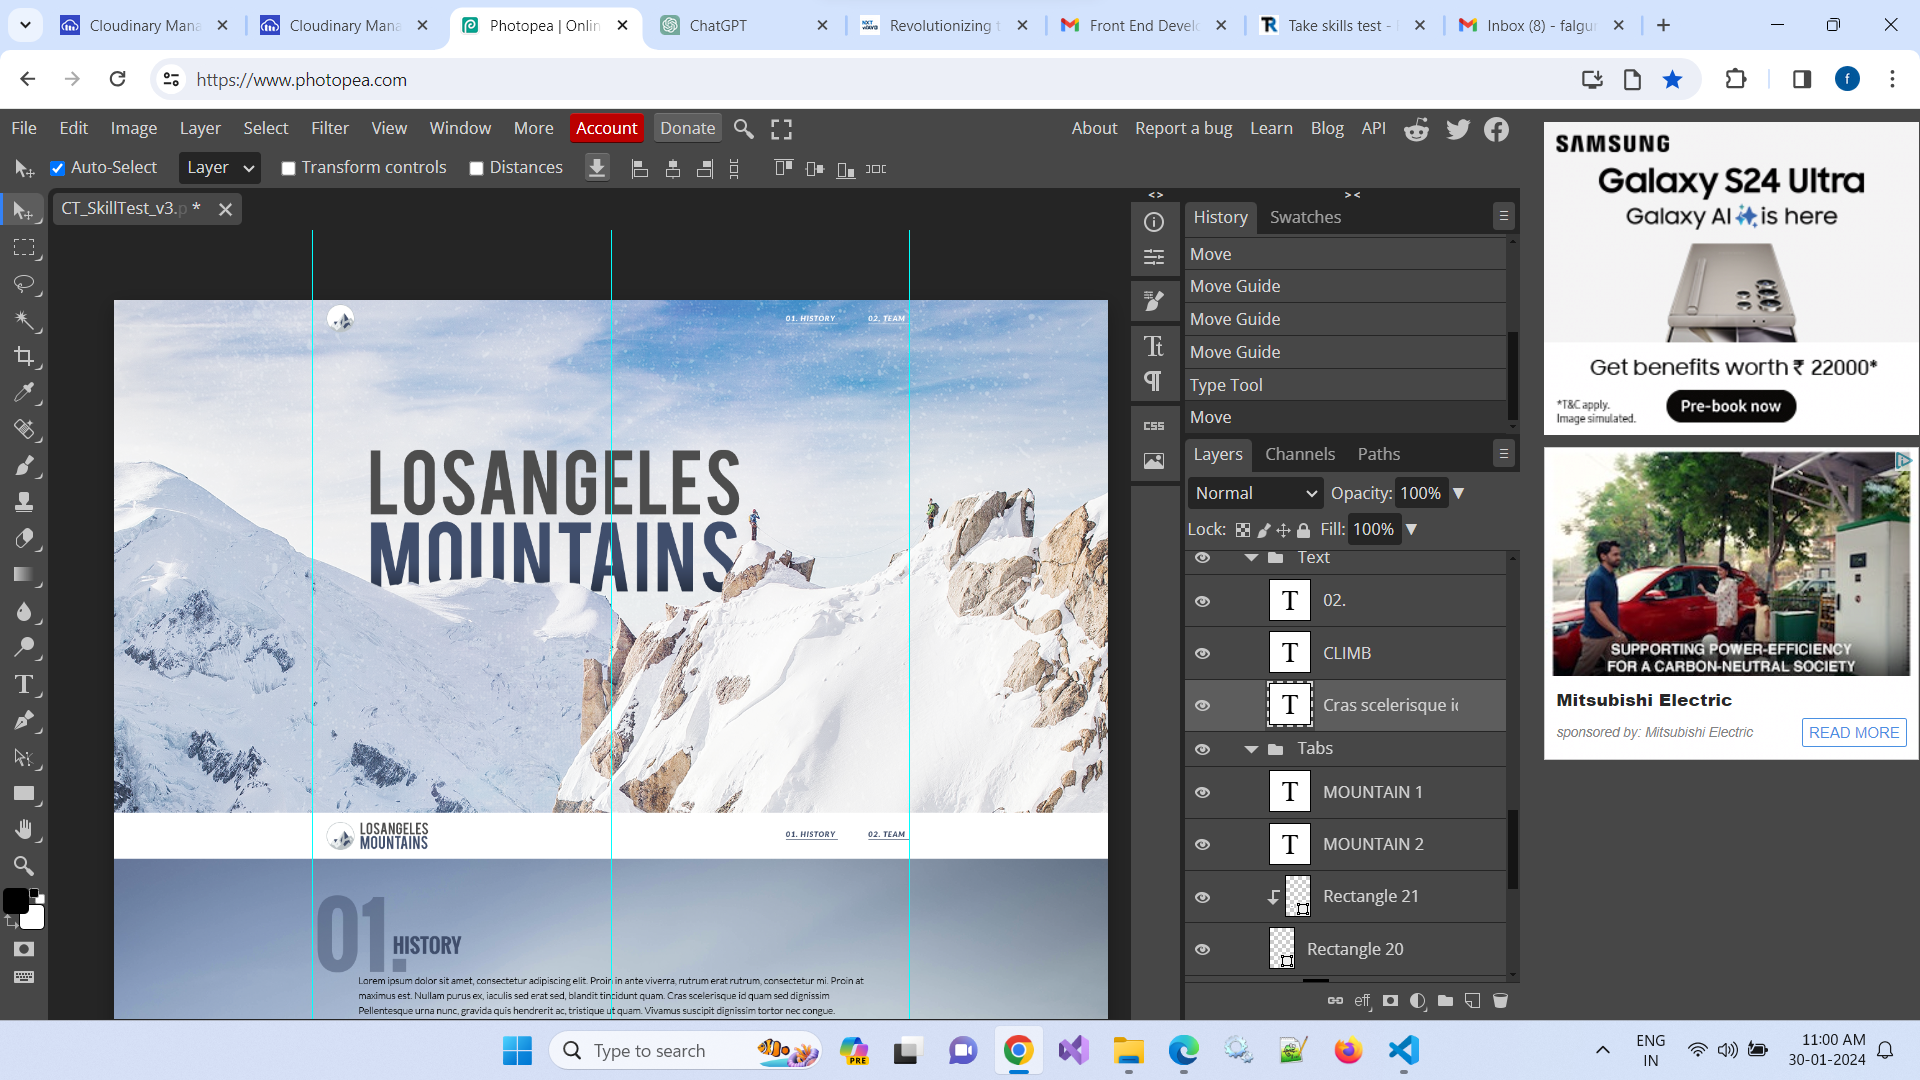 Cloudinary Mana
Cloudinary Mana
Photopea | Onlin
ChatGPT
Revolutionizing t
Front End Develo
Take skills test -
Inbox (8) - falgun
https://www.photopea.com
f
File Edit Image Layer Select Filter View Window More Account Donate
About Report a bug Learn Blog API
Auto-Select Layer Transform controls Distances
CT_SkillTest_v3.p *
01. HISTORY 02. TEAM
LOSANGELES
MOUNTAINS
LOSANGELES
MOUNTAINS
01. HISTORY 02. TEAM
01. HISTORY
Lorem ipsum dolor sit amet, consectetur adipiscing elit. Proin in ante viverra, rutrum erat rutrum, consectetur mi. Proin at
maximus est. Nullam purus ex, iaculis sed erat sed, blandit tincidunt quam. Cras scelerisque id quam sed dignissim
Pellentesque urna nunc, gravida quis hendrerit ac, tristique ut quam. Vivamus suscipit dignissim tortor nec congue.
< >
> <
CSS
History Swatches
Move
Move Guide
Move Guide
Move Guide
Type Tool
Move
Layers Channels Paths
Normal Opacity: 100%
Lock: Fill: 100%
Text
T 02.
T CLIMB
T Cras scelerisque id
Tabs
T MOUNTAIN 1
T MOUNTAIN 2
Rectangle 21
Rectangle 20
eff
SAMSUNG
Galaxy S24 Ultra
Galaxy AI is here
Get benefits worth ₹ 22000*
*T&C apply.
Image simulated.
Pre-book now
SUPPORTING POWER-EFFICIENCY
FOR A CARBON-NEUTRAL SOCIETY
Mitsubishi Electric
sponsored by: Mitsubishi Electric
READ MORE
Type to search
PRE
ENG
IN
11:00 AM
30-01-2024